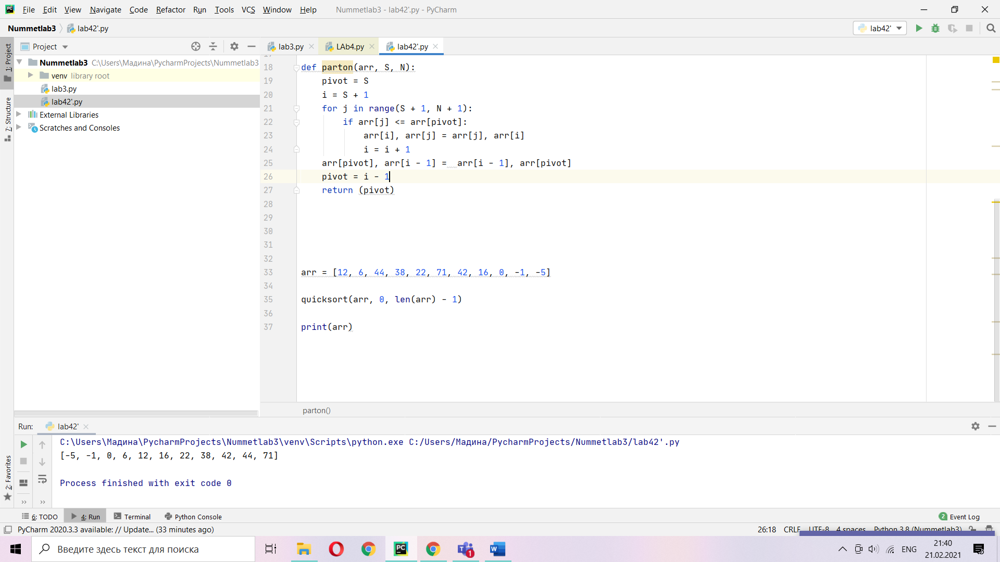 File Edit View Navigate Code Refactor Run Tools VCS Window Help Nummetlab3 - lab42'.py - PyCharm
Nummetlab3 lab42'.py lab42'
Project lab3.py LAb4.py lab42'.py
1: Project
7: Structure
2: Favorites
Nummetlab3 C:\Users\Мадина\PycharmProjects\Nummetlab3
venv library root
lab3.py
lab42'.py
External Libraries
Scratches and Consoles
18 def parton(arr, S, N):
19 pivot = S
20 i = S + 1
21 for j in range(S + 1, N + 1):
22 if arr[j] <= arr[pivot]:
23 arr[i], arr[j] = arr[j], arr[i]
24 i = i + 1
25 arr[pivot], arr[i - 1] =  arr[i - 1], arr[pivot]
26 pivot = i - 1
27 return (pivot)
28
29
30
31
32
33 arr = [12, 6, 44, 38, 22, 71, 42, 16, 0, -1, -5]
34
35 quicksort(arr, 0, len(arr) - 1)
36
37 print(arr)
parton()
Run: lab42'
C:\Users\Мадина\PycharmProjects\Nummetlab3\venv\Scripts\python.exe C:/Users/Мадина/PycharmProjects/Nummetlab3/lab42'.py
[-5, -1, 0, 6, 12, 16, 22, 38, 42, 44, 71]
Process finished with exit code 0
6: TODO 4: Run Terminal Python Console 2 Event Log
PyCharm 2020.3.3 available: // Update... (33 minutes ago) 26:18 CRLF UTF-8 4 spaces Python 3.8 (Nummetlab3)
Введите здесь текст для поиска 1 ENG 21:40
21.02.2021